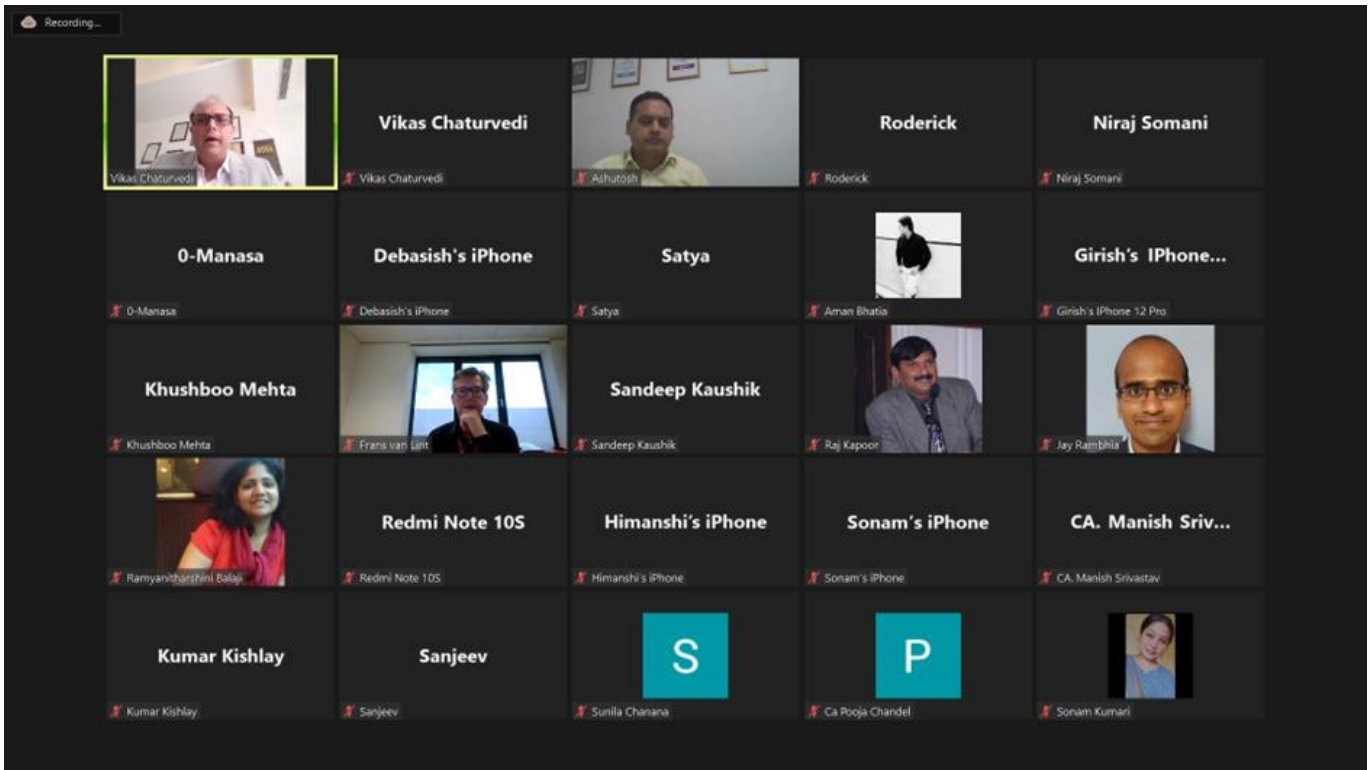 Recording...
Vikas Chaturvedi
Vikas Chaturvedi
Vikas Chaturvedi
Ashutosh
Roderick
Roderick
Niraj Somani
Niraj Somani
0-Manasa
0-Manasa
Debasish's iPhone
Debasish's iPhone
Satya
Satya
Aman Bhatia
Girish's IPhone...
Girish's IPhone 12 Pro
Khushboo Mehta
Khushboo Mehta
Frans van Lint
Sandeep Kaushik
Sandeep Kaushik
Raj Kapoor
Jay Rambhia
Ramyanitharshini Balaji
Redmi Note 10S
Redmi Note 10S
Himanshi's iPhone
Himanshi's iPhone
Sonam's iPhone
Sonam's iPhone
CA. Manish Sriv...
CA. Manish Srivastav
Kumar Kishlay
Kumar Kishlay
Sanjeev
Sanjeev
S
Sunila Chanana
P
Ca Pooja Chandel
Sonam Kumari